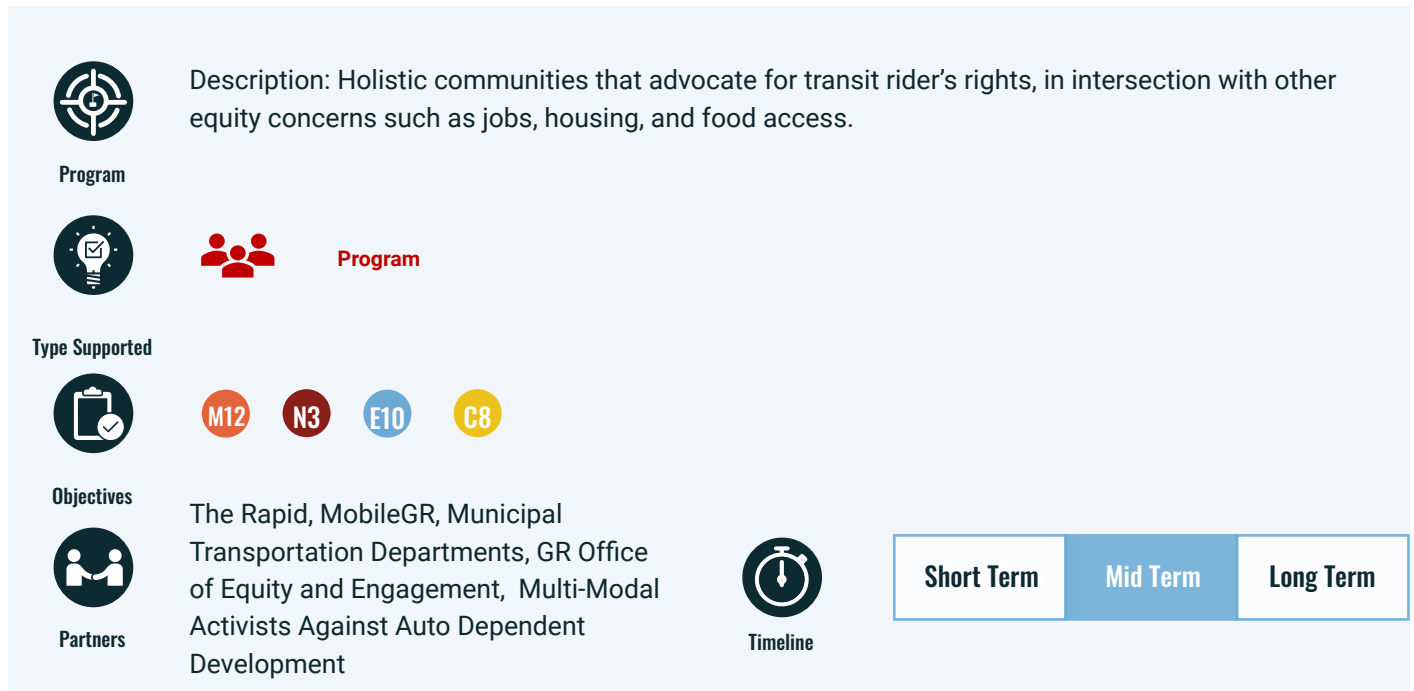 Description: Holistic communities that advocate for transit rider's rights, in intersection with other
equity concerns such as jobs, housing, and food access.
Program
Program
Type Supported
M12 N3 E10 C8
Objectives
The Rapid, MobileGR, Municipal
Transportation Departments, GR Office
of Equity and Engagement, Multi-Modal
Activists Against Auto Dependent
Development
Partners
Timeline
Short Term Mid Term Long Term